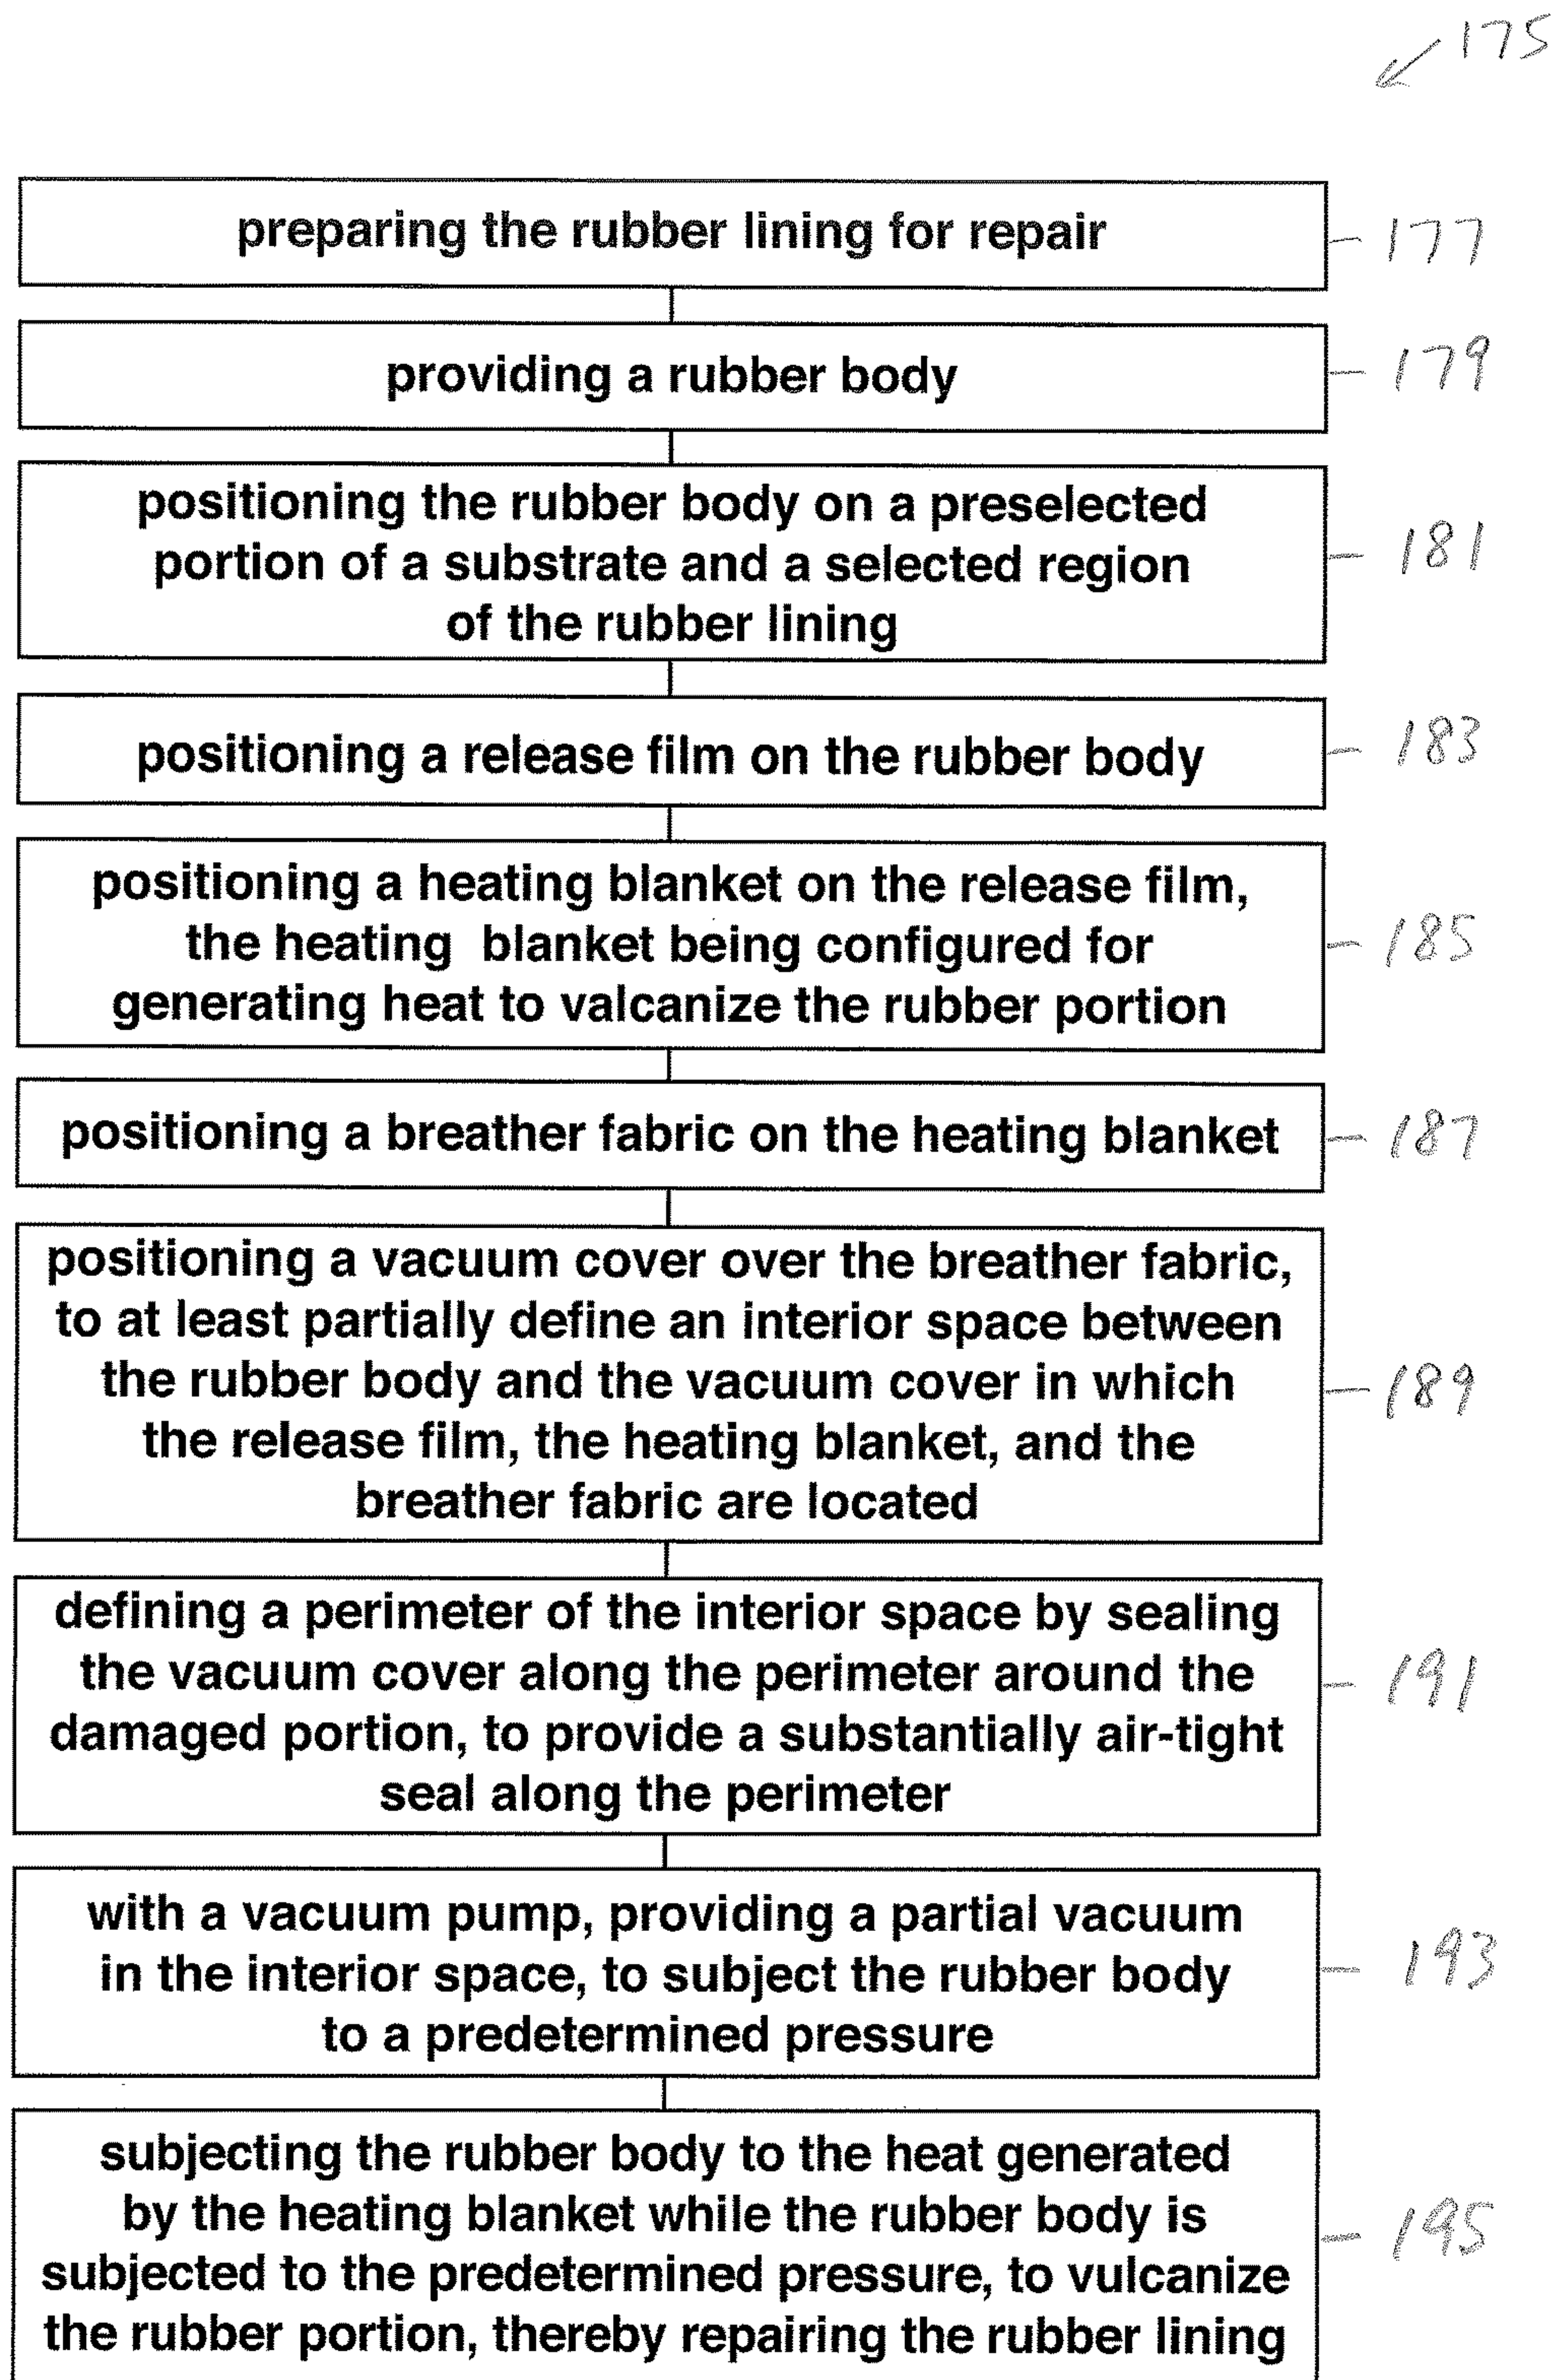 175
preparing the rubber lining for repair
177
providing a rubber body
179
positioning the rubber body on a preselected
portion of a substrate and a selected region
of the rubber lining
181
positioning a release film on the rubber body
183
positioning a heating blanket on the release film,
the heating blanket being configured for
generating heat to valcanize the rubber portion
185
positioning a breather fabric on the heating blanket
187
positioning a vacuum cover over the breather fabric,
to at least partially define an interior space between
the rubber body and the vacuum cover in which
the release film, the heating blanket, and the
breather fabric are located
189
defining a perimeter of the interior space by sealing
the vacuum cover along the perimeter around the
damaged portion, to provide a substantially air-tight
seal along the perimeter
191
with a vacuum pump, providing a partial vacuum
in the interior space, to subject the rubber body
to a predetermined pressure
193
subjecting the rubber body to the heat generated
by the heating blanket while the rubber body is
subjected to the predetermined pressure, to vulcanize
the rubber portion, thereby repairing the rubber lining
195